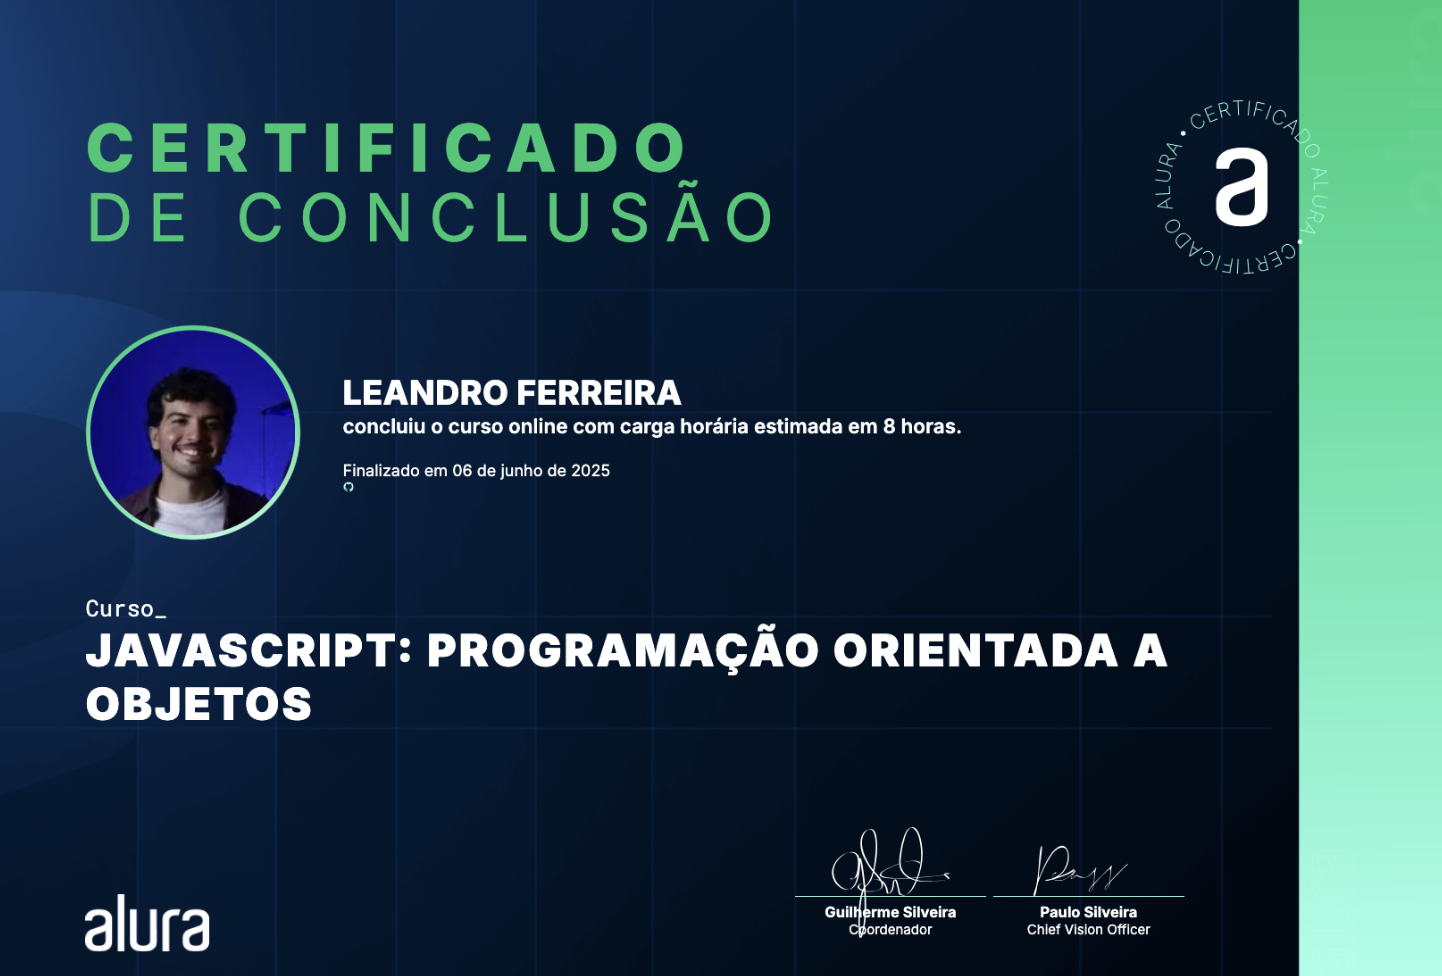 CERTIFICADO
DE CONCLUSÃO
CERTIFICADO ALURA • CERTIFICADO ALURA •
a
LEANDRO FERREIRA
concluiu o curso online com carga horária estimada em 8 horas.
Finalizado em 06 de junho de 2025
Curso_
JAVASCRIPT: PROGRAMAÇÃO ORIENTADA A
OBJETOS
Guilherme Silveira
Coordenador
Paulo Silveira
Chief Vision Officer
alura